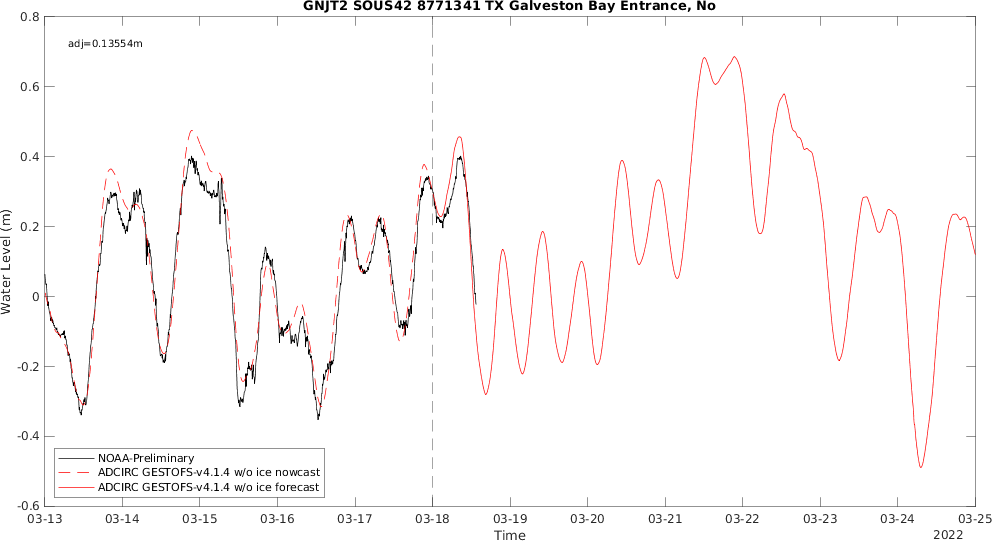 GNJT2 SOUS42 8771341 TX Galveston Bay Entrance, No
adj=0.13554m
Water Level (m)
0.8
0.6
0.4
0.2
0
-0.2
-0.4
-0.6
NOAA-Preliminary
ADCIRC GESTOFS-v4.1.4 w/o ice nowcast
ADCIRC GESTOFS-v4.1.4 w/o ice forecast
03-13 03-14 03-15 03-16 03-17 03-18 03-19 03-20 03-21 03-22 03-23 03-24 03-25
Time
2022